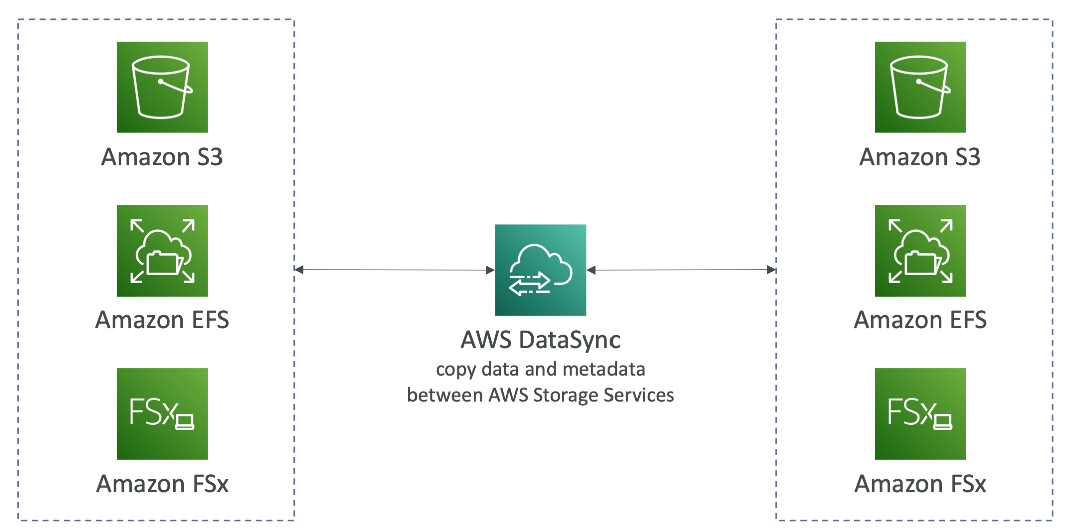 Amazon S3
Amazon EFS
FSx
Amazon FSx
AWS DataSync
copy data and metadata
between AWS Storage Services
Amazon S3
Amazon EFS
FSx
Amazon FSx